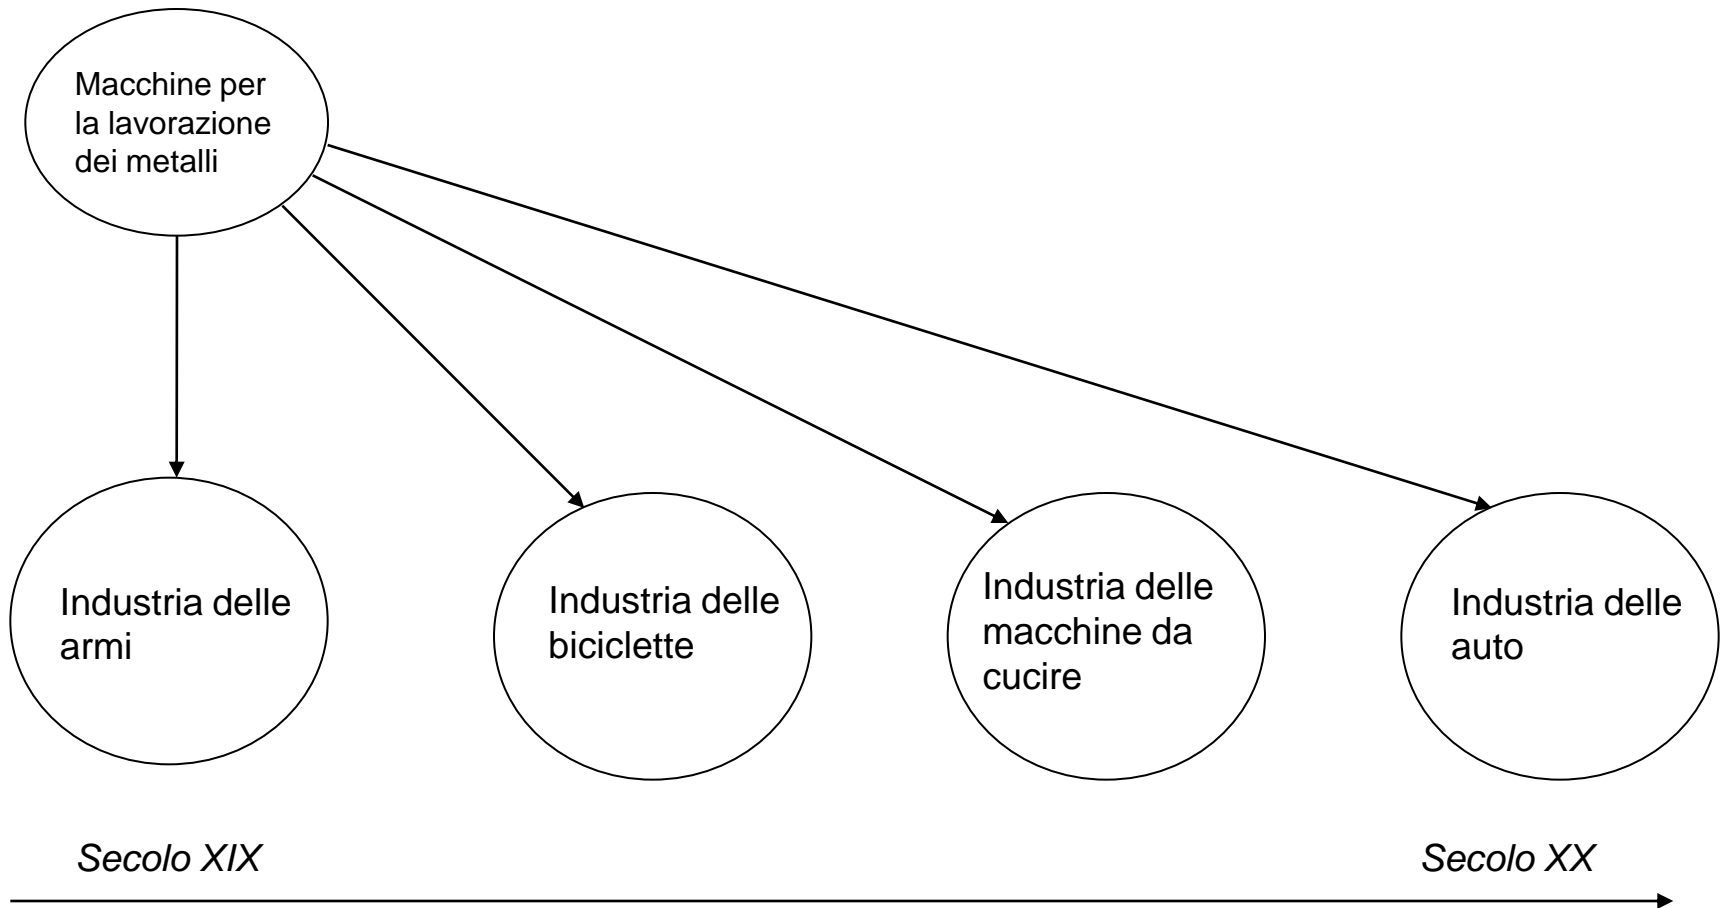 Macchine per
la lavorazione
dei metalli
Industria delle
armi
Industria delle
biciclette
Industria delle
macchine da
cucire
Industria delle
auto
Secolo XIX
Secolo XX